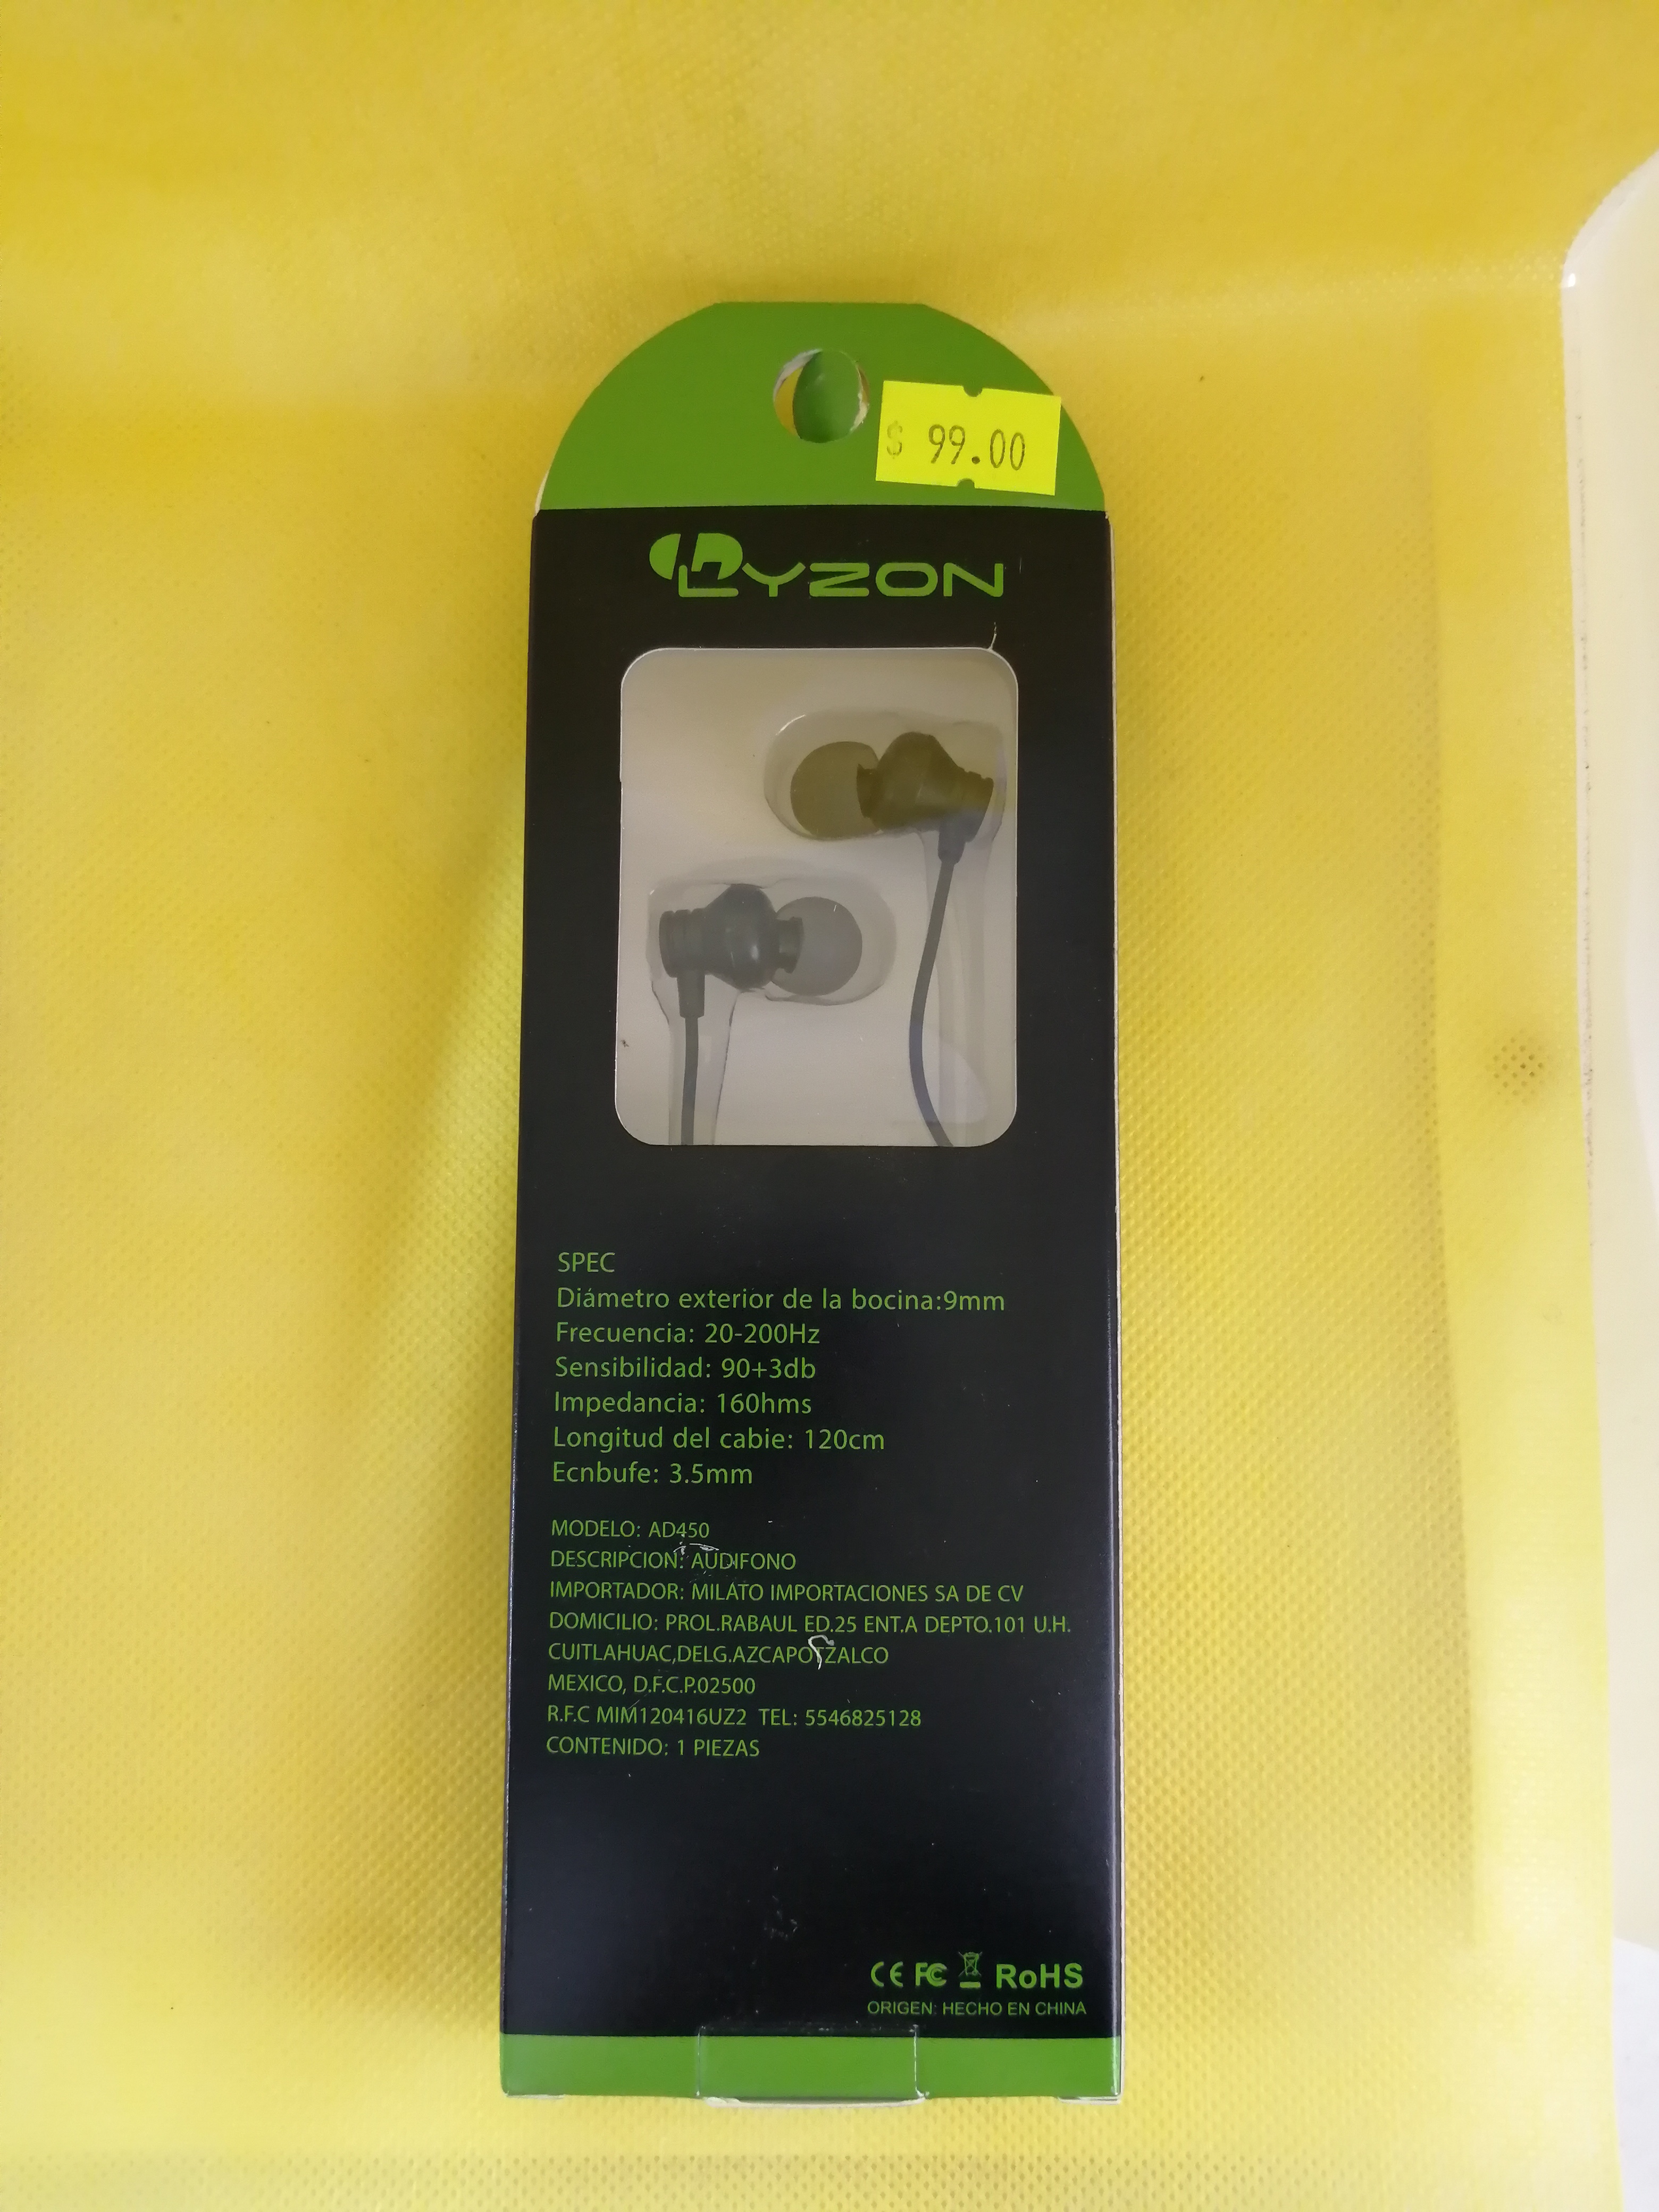 $ 99.00
LYZON
SPEC
Diámetro exterior de la bocina:9mm
Frecuencia: 20-200Hz
Sensibilidad: 90+3db
Impedancia: 160hms
Longitud del cabie: 120cm
Ecnbufe: 3.5mm
MODELO: AD450
DESCRIPCION: AUDIFONO
IMPORTADOR: MILATO IMPORTACIONES SA DE CV
DOMICILIO: PROL.RABAUL ED.25 ENT.A DEPTO.101 U.H.
CUITLAHUAC,DELG.AZCAPOTZALCO
MEXICO, D.F.C.P.02500
R.F.C MIM120416UZ2 TEL: 5546825128
CONTENIDO: 1 PIEZAS
CE FC RoHS
ORIGEN: HECHO EN CHINA